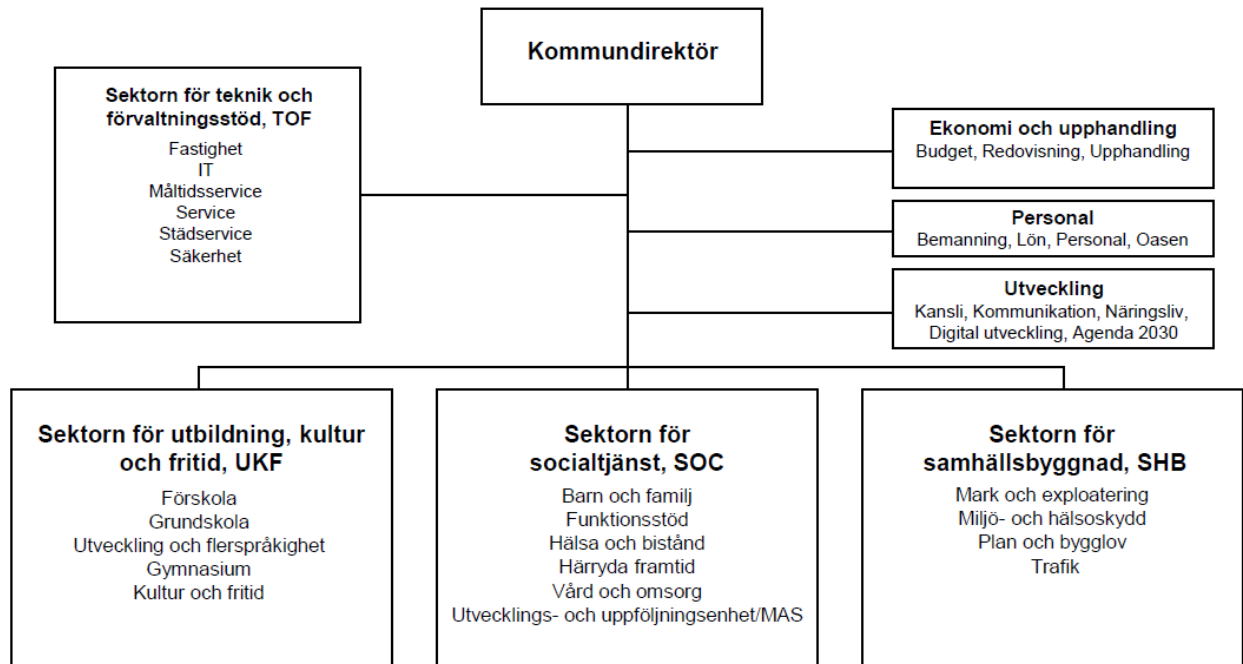 Kommundirektör
Sektorn för teknik och
förvaltningsstöd, TOF
Fastighet
IT
Måltidsservice
Service
Städservice
Säkerhet
Ekonomi och upphandling
Budget, Redovisning, Upphandling
Personal
Bemanning, Lön, Personal, Oasen
Utveckling
Kansli, Kommunikation, Näringsliv,
Digital utveckling, Agenda 2030
Sektorn för utbildning, kultur
och fritid, UKF
Förskola
Grundskola
Utveckling och flerspråkighet
Gymnasium
Kultur och fritid
Sektorn för
socialtjänst, SOC
Barn och familj
Funktionsstöd
Hälsa och bistånd
Härryda framtid
Vård och omsorg
Utvecklings- och uppföljningsenhet/MAS
Sektorn för
samhällsbyggnad, SHB
Mark och exploatering
Miljö- och hälsoskydd
Plan och bygglov
Trafik